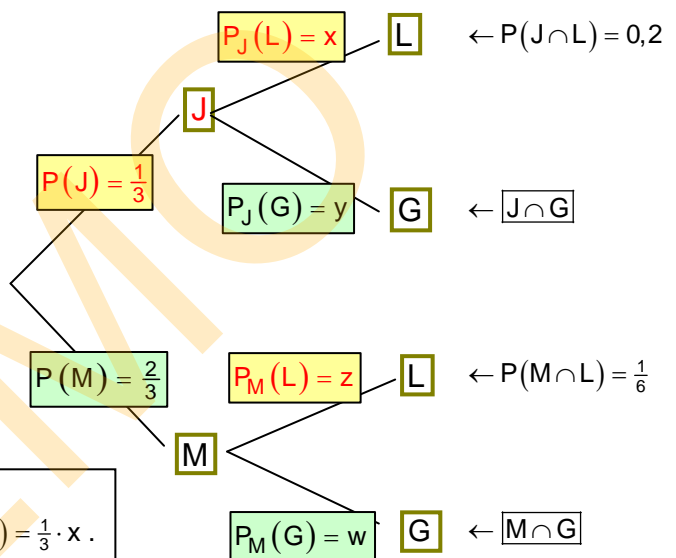 P_J(L) = x L ← P(J∩L) = 0,2
J
P(J) = 1/3
P_J(G) = y G ← J∩G
P(M) = 2/3 P_M(L) = z L ← P(M∩L) = 1/6
M
) = 1/3 · x .
P_M(G) = w G ← M∩G